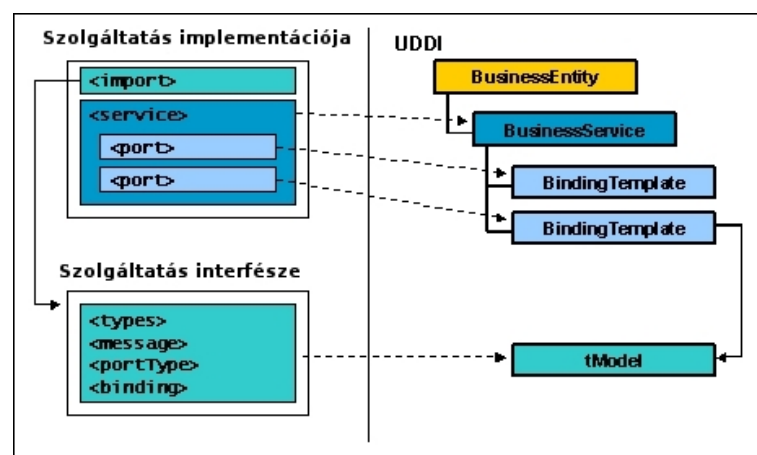 Szolgáltatás implementációja
<import>
<service>
<port>
<port>
Szolgáltatás interfésze
<types>
<message>
<portType>
<binding>
UDDI
BusinessEntity
BusinessService
BindingTemplate
BindingTemplate
tModel